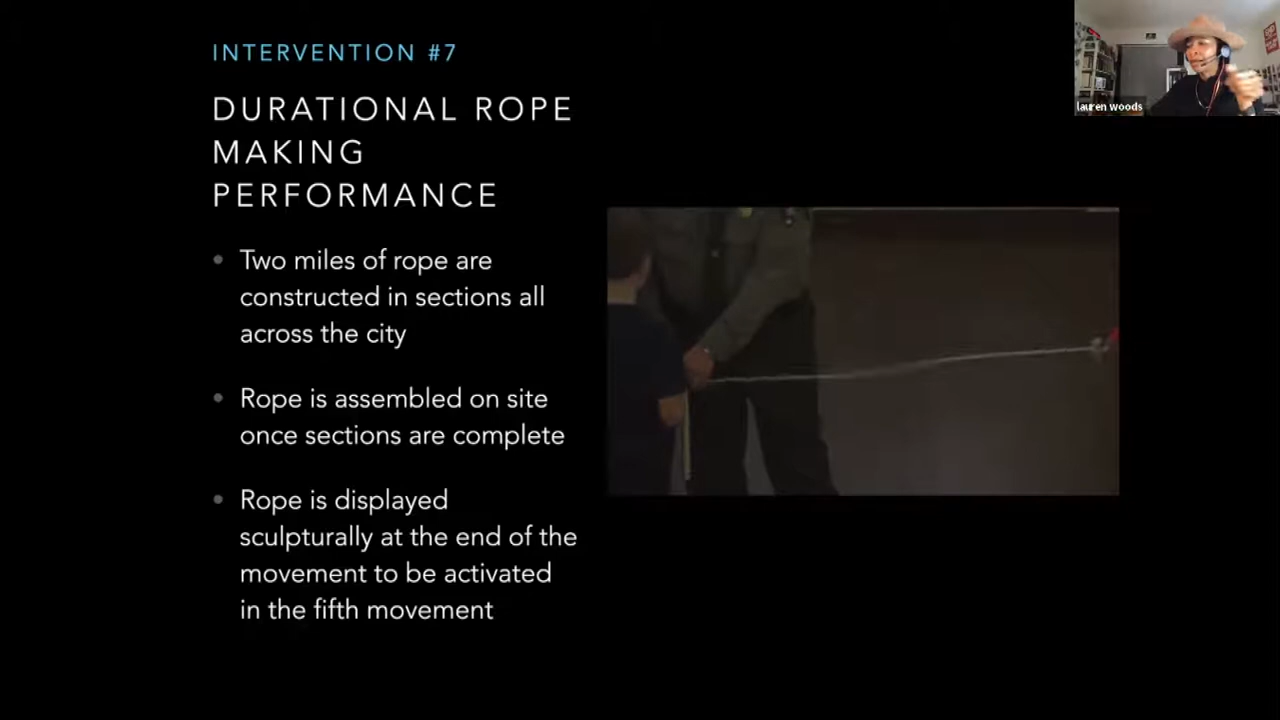 INTERVENTION #7
DURATIONAL ROPE
MAKING
PERFORMANCE
• Two miles of rope are
constructed in sections all
across the city
• Rope is assembled on site
once sections are complete
• Rope is displayed
sculpturally at the end of the
movement to be activated
in the fifth movement
lauren woods